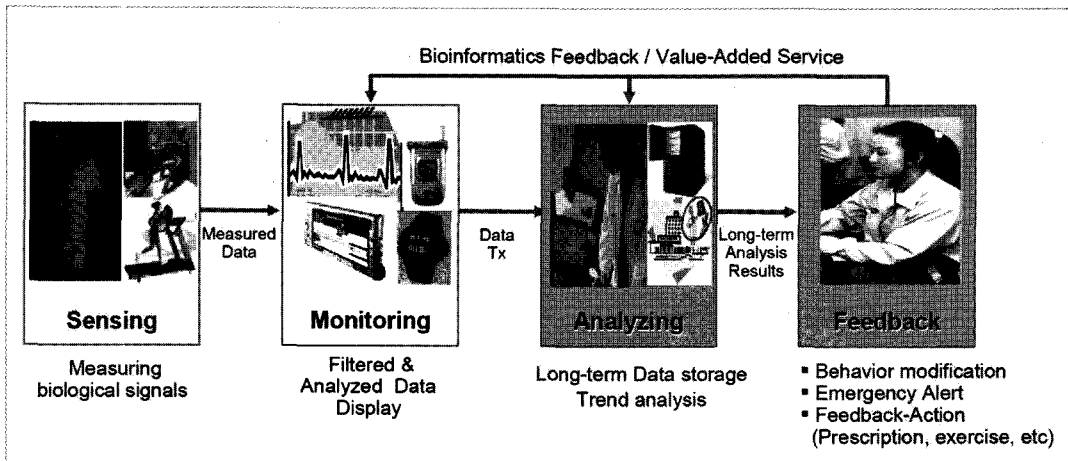 Bioinformatics Feedback / Value-Added Service
Measured
Data
Data
Tx
Long-term
Analysis
Results
Sensing
Monitoring
Analyzing
Feedback
Measuring
biological signals
Filtered &
Analyzed Data
Display
Long-term Data storage
Trend analysis
▪ Behavior modification
▪ Emergency Alert
▪ Feedback-Action
(Prescription, exercise, etc)